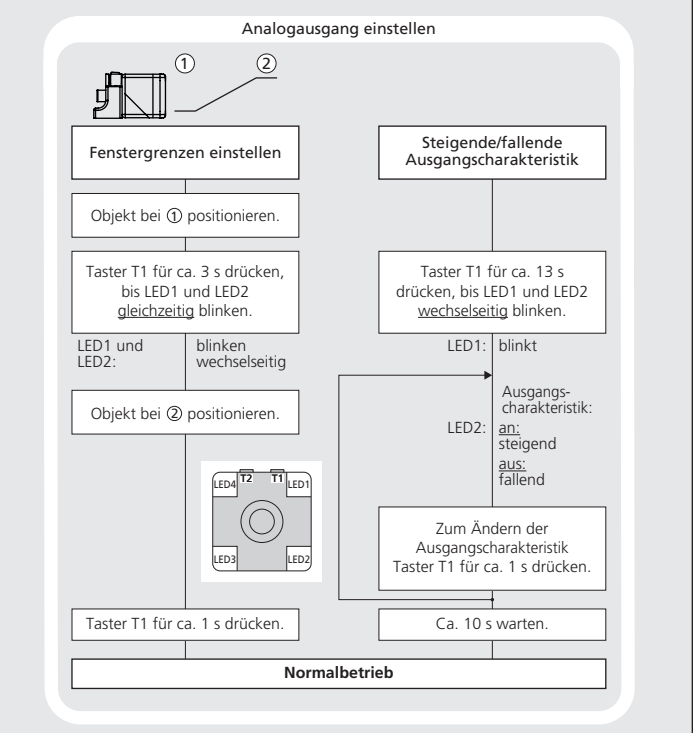 Analogausgang einstellen
① ②
Fenstergrenzen einstellen
Objekt bei ① positionieren.
Taster T1 für ca. 3 s drücken,
bis LED1 und LED2
gleichzeitig blinken.
LED1 und
LED2:
blinken
wechselseitig
Objekt bei ② positionieren.
LED4 T2 T1 LED1
LED3 LED2
Taster T1 für ca. 1 s drücken.
Steigende/fallende
Ausgangscharakteristik
Taster T1 für ca. 13 s
drücken, bis LED1 und LED2
wechselseitig blinken.
LED1: blinkt
Ausgangs-
charakteristik:
LED2: an:
steigend
aus:
fallend
Zum Ändern der
Ausgangscharakteristik
Taster T1 für ca. 1 s drücken.
Ca. 10 s warten.
Normalbetrieb